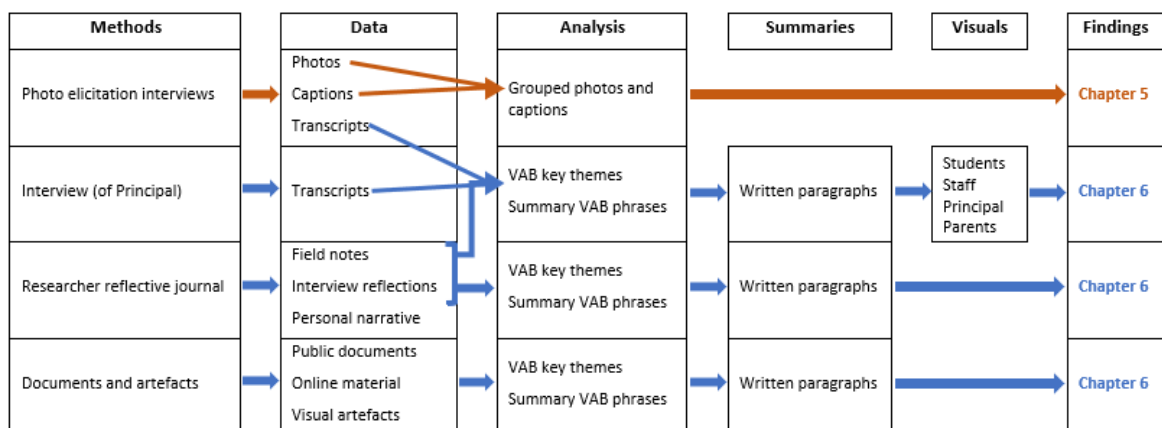 Methods
Data
Analysis
Summaries
Visuals
Findings
Photo elicitation interviews
Photos
Captions
Transcripts
Grouped photos and
captions
Chapter 5
Interview (of Principal)
Transcripts
VAB key themes
Summary VAB phrases
Written paragraphs
Students
Staff
Principal
Parents
Chapter 6
Researcher reflective journal
Field notes
Interview reflections
Personal narrative
VAB key themes
Summary VAB phrases
Written paragraphs
Chapter 6
Documents and artefacts
Public documents
Online material
Visual artefacts
VAB key themes
Summary VAB phrases
Written paragraphs
Chapter 6